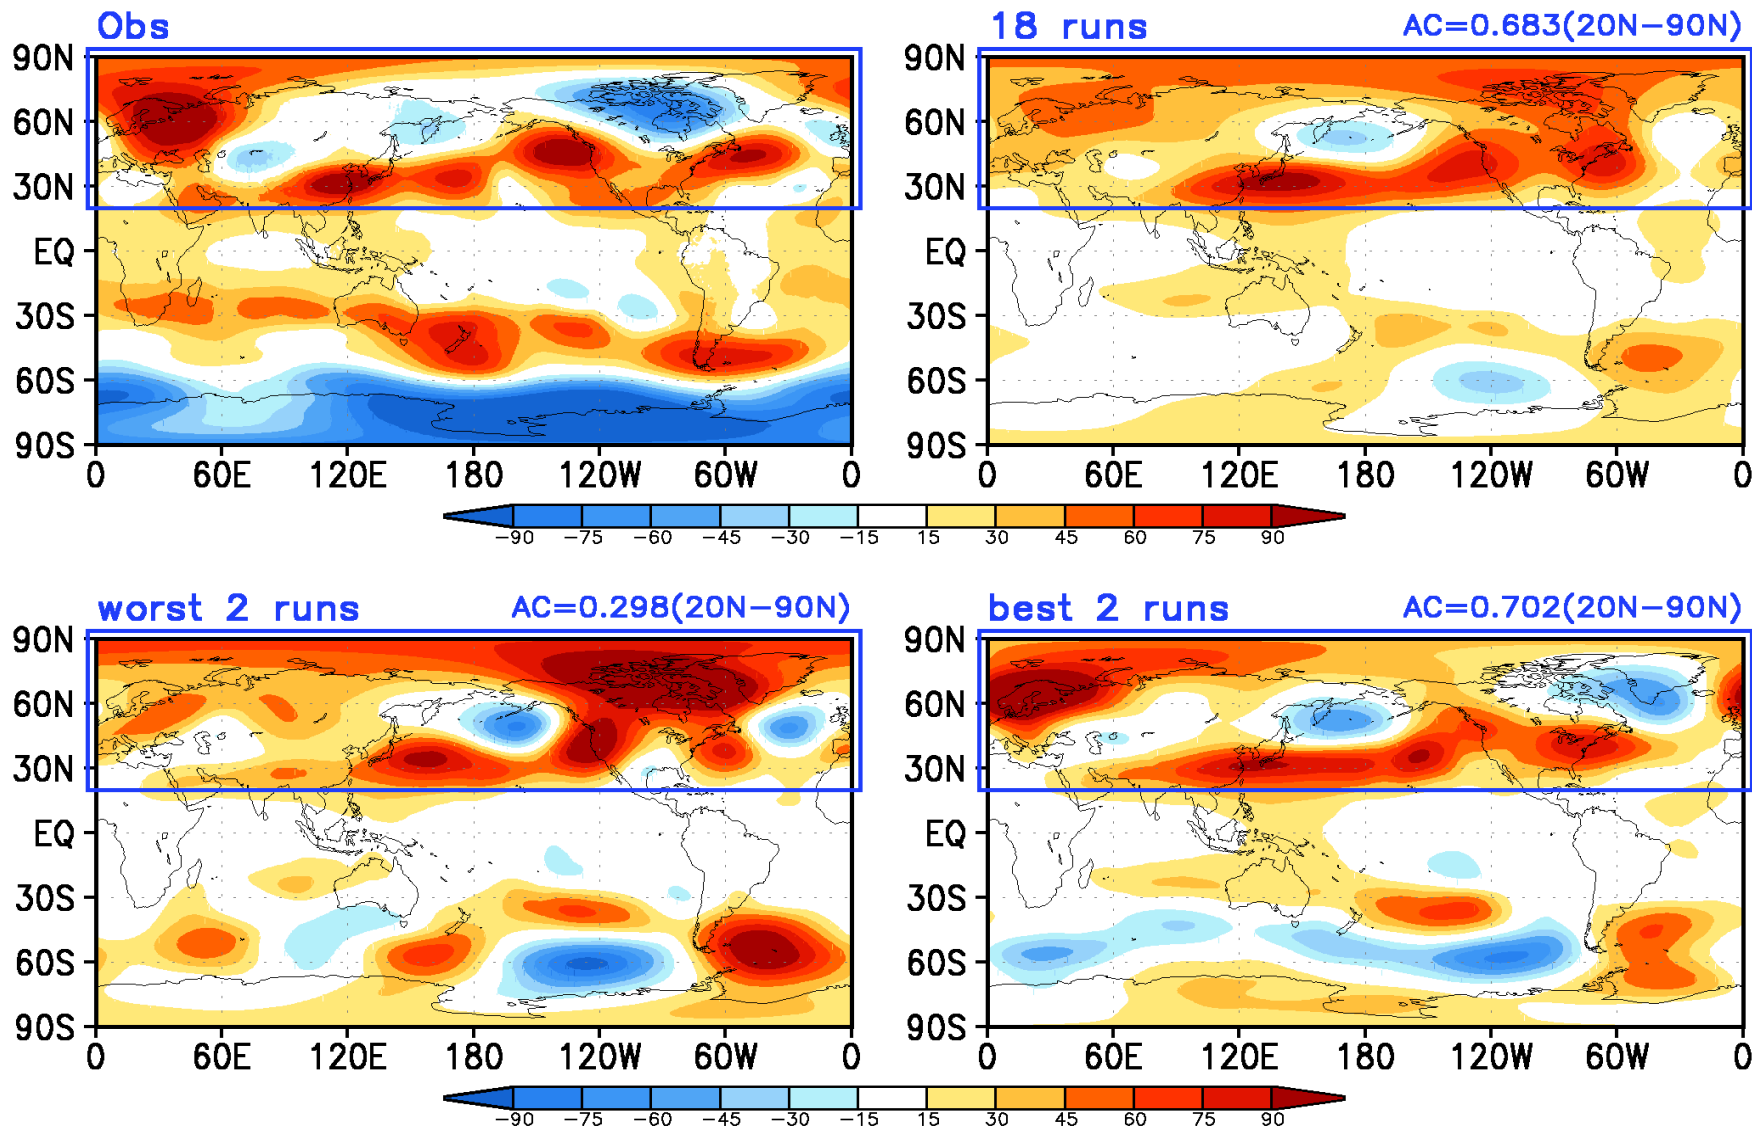 Obs
18 runs AC=0.683(20N−90N)
90N 90N
60N 60N
30N 30N
EQ EQ
30S 30S
60S 60S
90S 90S
0 60E 120E 180 120W 60W 0 0 60E 120E 180 120W 60W 0
−90 −75 −60 −45 −30 −15 15 30 45 60 75 90
worst 2 runs AC=0.298(20N−90N)
best 2 runs AC=0.702(20N−90N)
90N 90N
60N 60N
30N 30N
EQ EQ
30S 30S
60S 60S
90S 90S
0 60E 120E 180 120W 60W 0 0 60E 120E 180 120W 60W 0
−90 −75 −60 −45 −30 −15 15 30 45 60 75 90